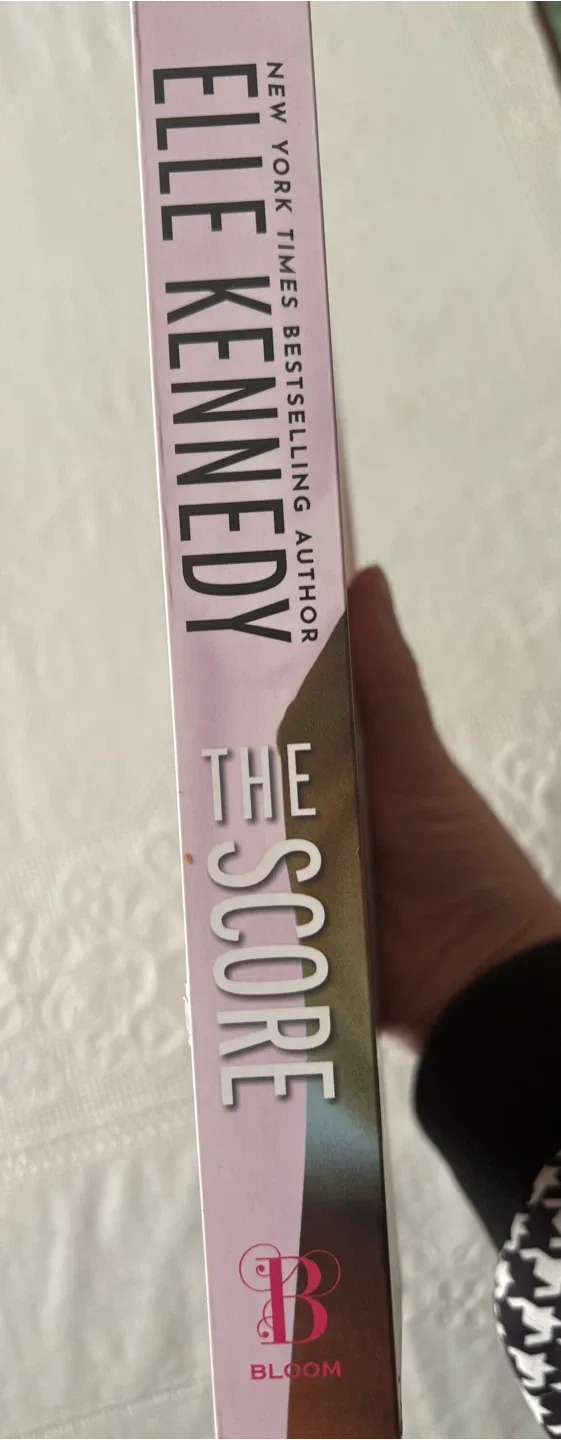 NEW YORK TIMES BESTSELLING AUTHOR
ELLE KENNEDY
THE
SCORE
B
BLOOM